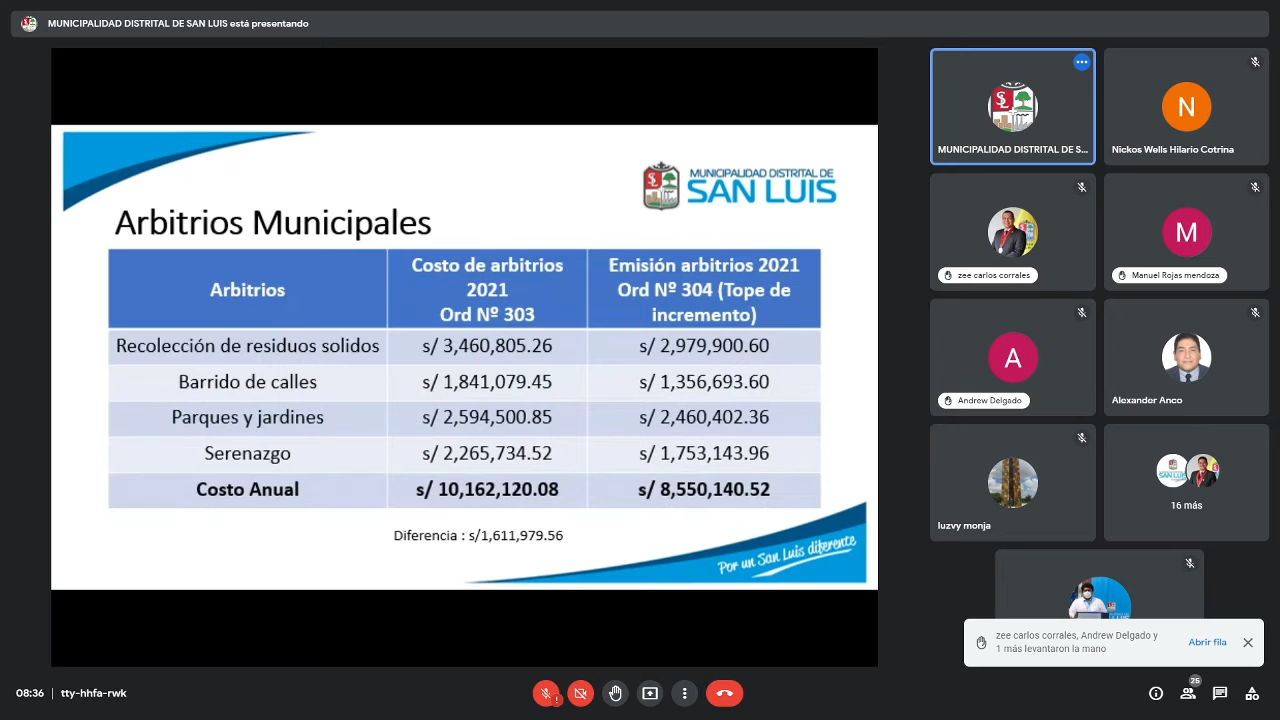 MUNICIPALIDAD DISTRITAL DE SAN LUIS está presentando
MUNICIPALIDAD DISTRITAL DE
SAN LUIS
Arbitrios Municipales
Arbitrios
Costo de arbitrios
2021
Ord Nº 303
Emisión arbitrios 2021
Ord Nº 304 (Tope de
incremento)
Recolección de residuos solidos s/ 3,460,805.26 s/ 2,979,900.60
Barrido de calles s/ 1,841,079.45 s/ 1,356,693.60
Parques y jardines s/ 2,594,500.85 s/ 2,460,402.36
Serenazgo s/ 2,265,734.52 s/ 1,753,143.96
Costo Anual s/ 10,162,120.08 s/ 8,550,140.52
Diferencia : s/1,611,979.56
Por un San Luis diferente
MUNICIPALIDAD DISTRITAL DE S...
N
Nickos Wells Hilario Cotrina
zee carlos corrales
M
Manuel Rojas mendoza
A
Andrew Delgado
Alexander Anco
luzvy monja
16 más
zee carlos corrales, Andrew Delgado y
1 más levantaron la mano
Abrir fila
08:36 | tty-hhfa-rwk
25